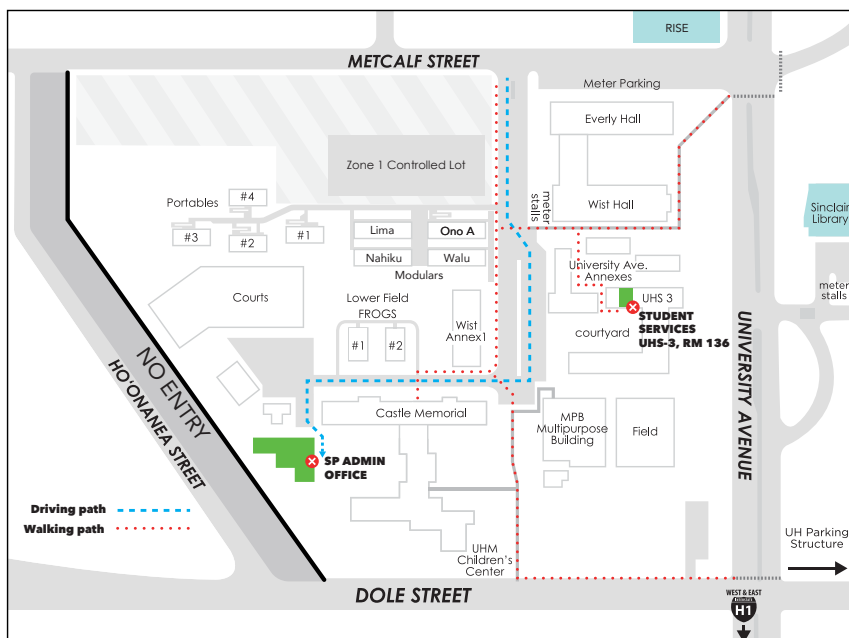 RISE
METCALF STREET
Meter Parking
Everly Hall
Zone 1 Controlled Lot
meter
stalls
Wist Hall
Portables
#4
#3
#2
#1
Lima
Ono A
Nahiku
Walu
Modulars
Sinclair
Library
University Ave.
Annexes
UHS 3
meter
stalls
Courts
Lower Field
FROGS
#1
#2
Wist
Annex1
STUDENT
SERVICES
UHS-3, RM 136
courtyard
UNIVERSITY AVENUE
NO ENTRY
HO‘ONANEA STREET
Castle Memorial
MPB
Multipurpose
Building
Field
SP ADMIN
OFFICE
Driving path
Walking path
UHM
Children's
Center
UH Parking
Structure
DOLE STREET
WEST & EAST
H1